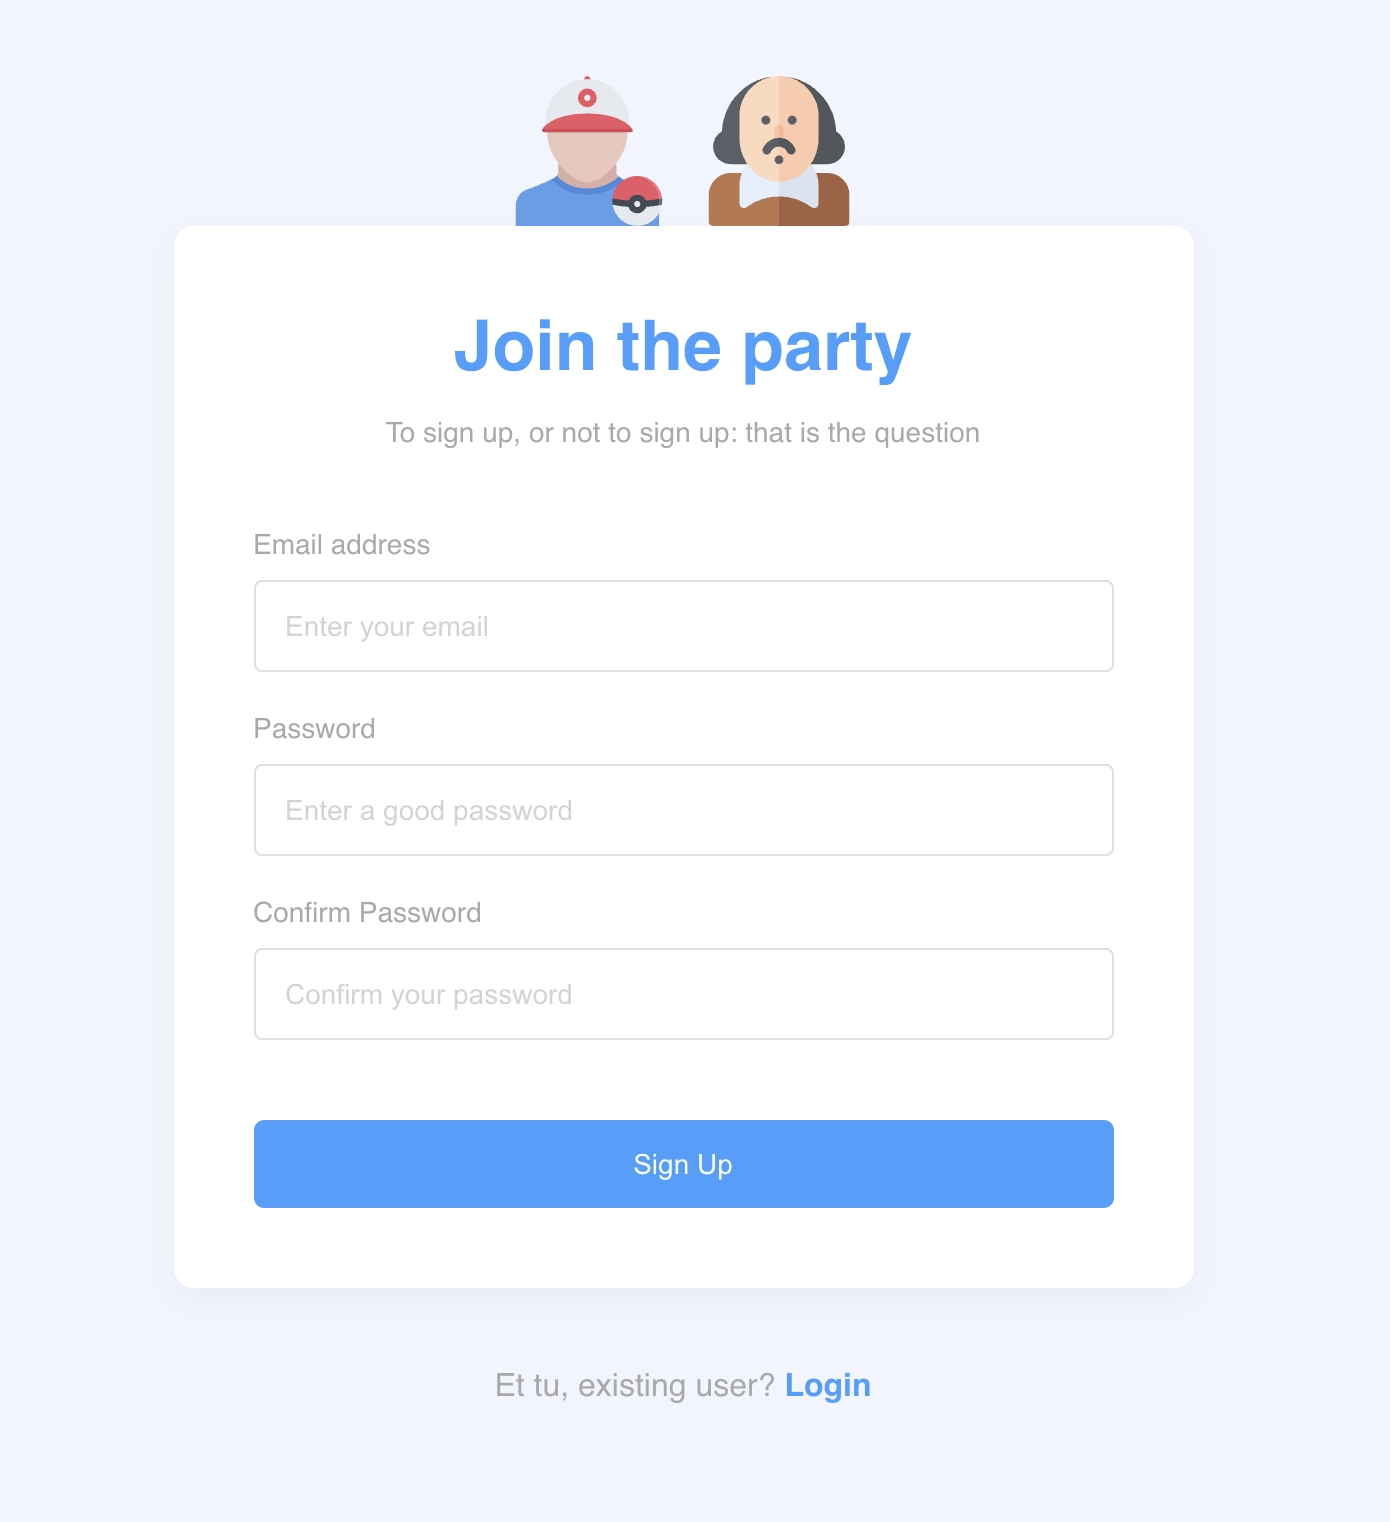 Join the party
To sign up, or not to sign up: that is the question
Email address
Enter your email
Password
Enter a good password
Confirm Password
Confirm your password
Sign Up
Et tu, existing user? Login